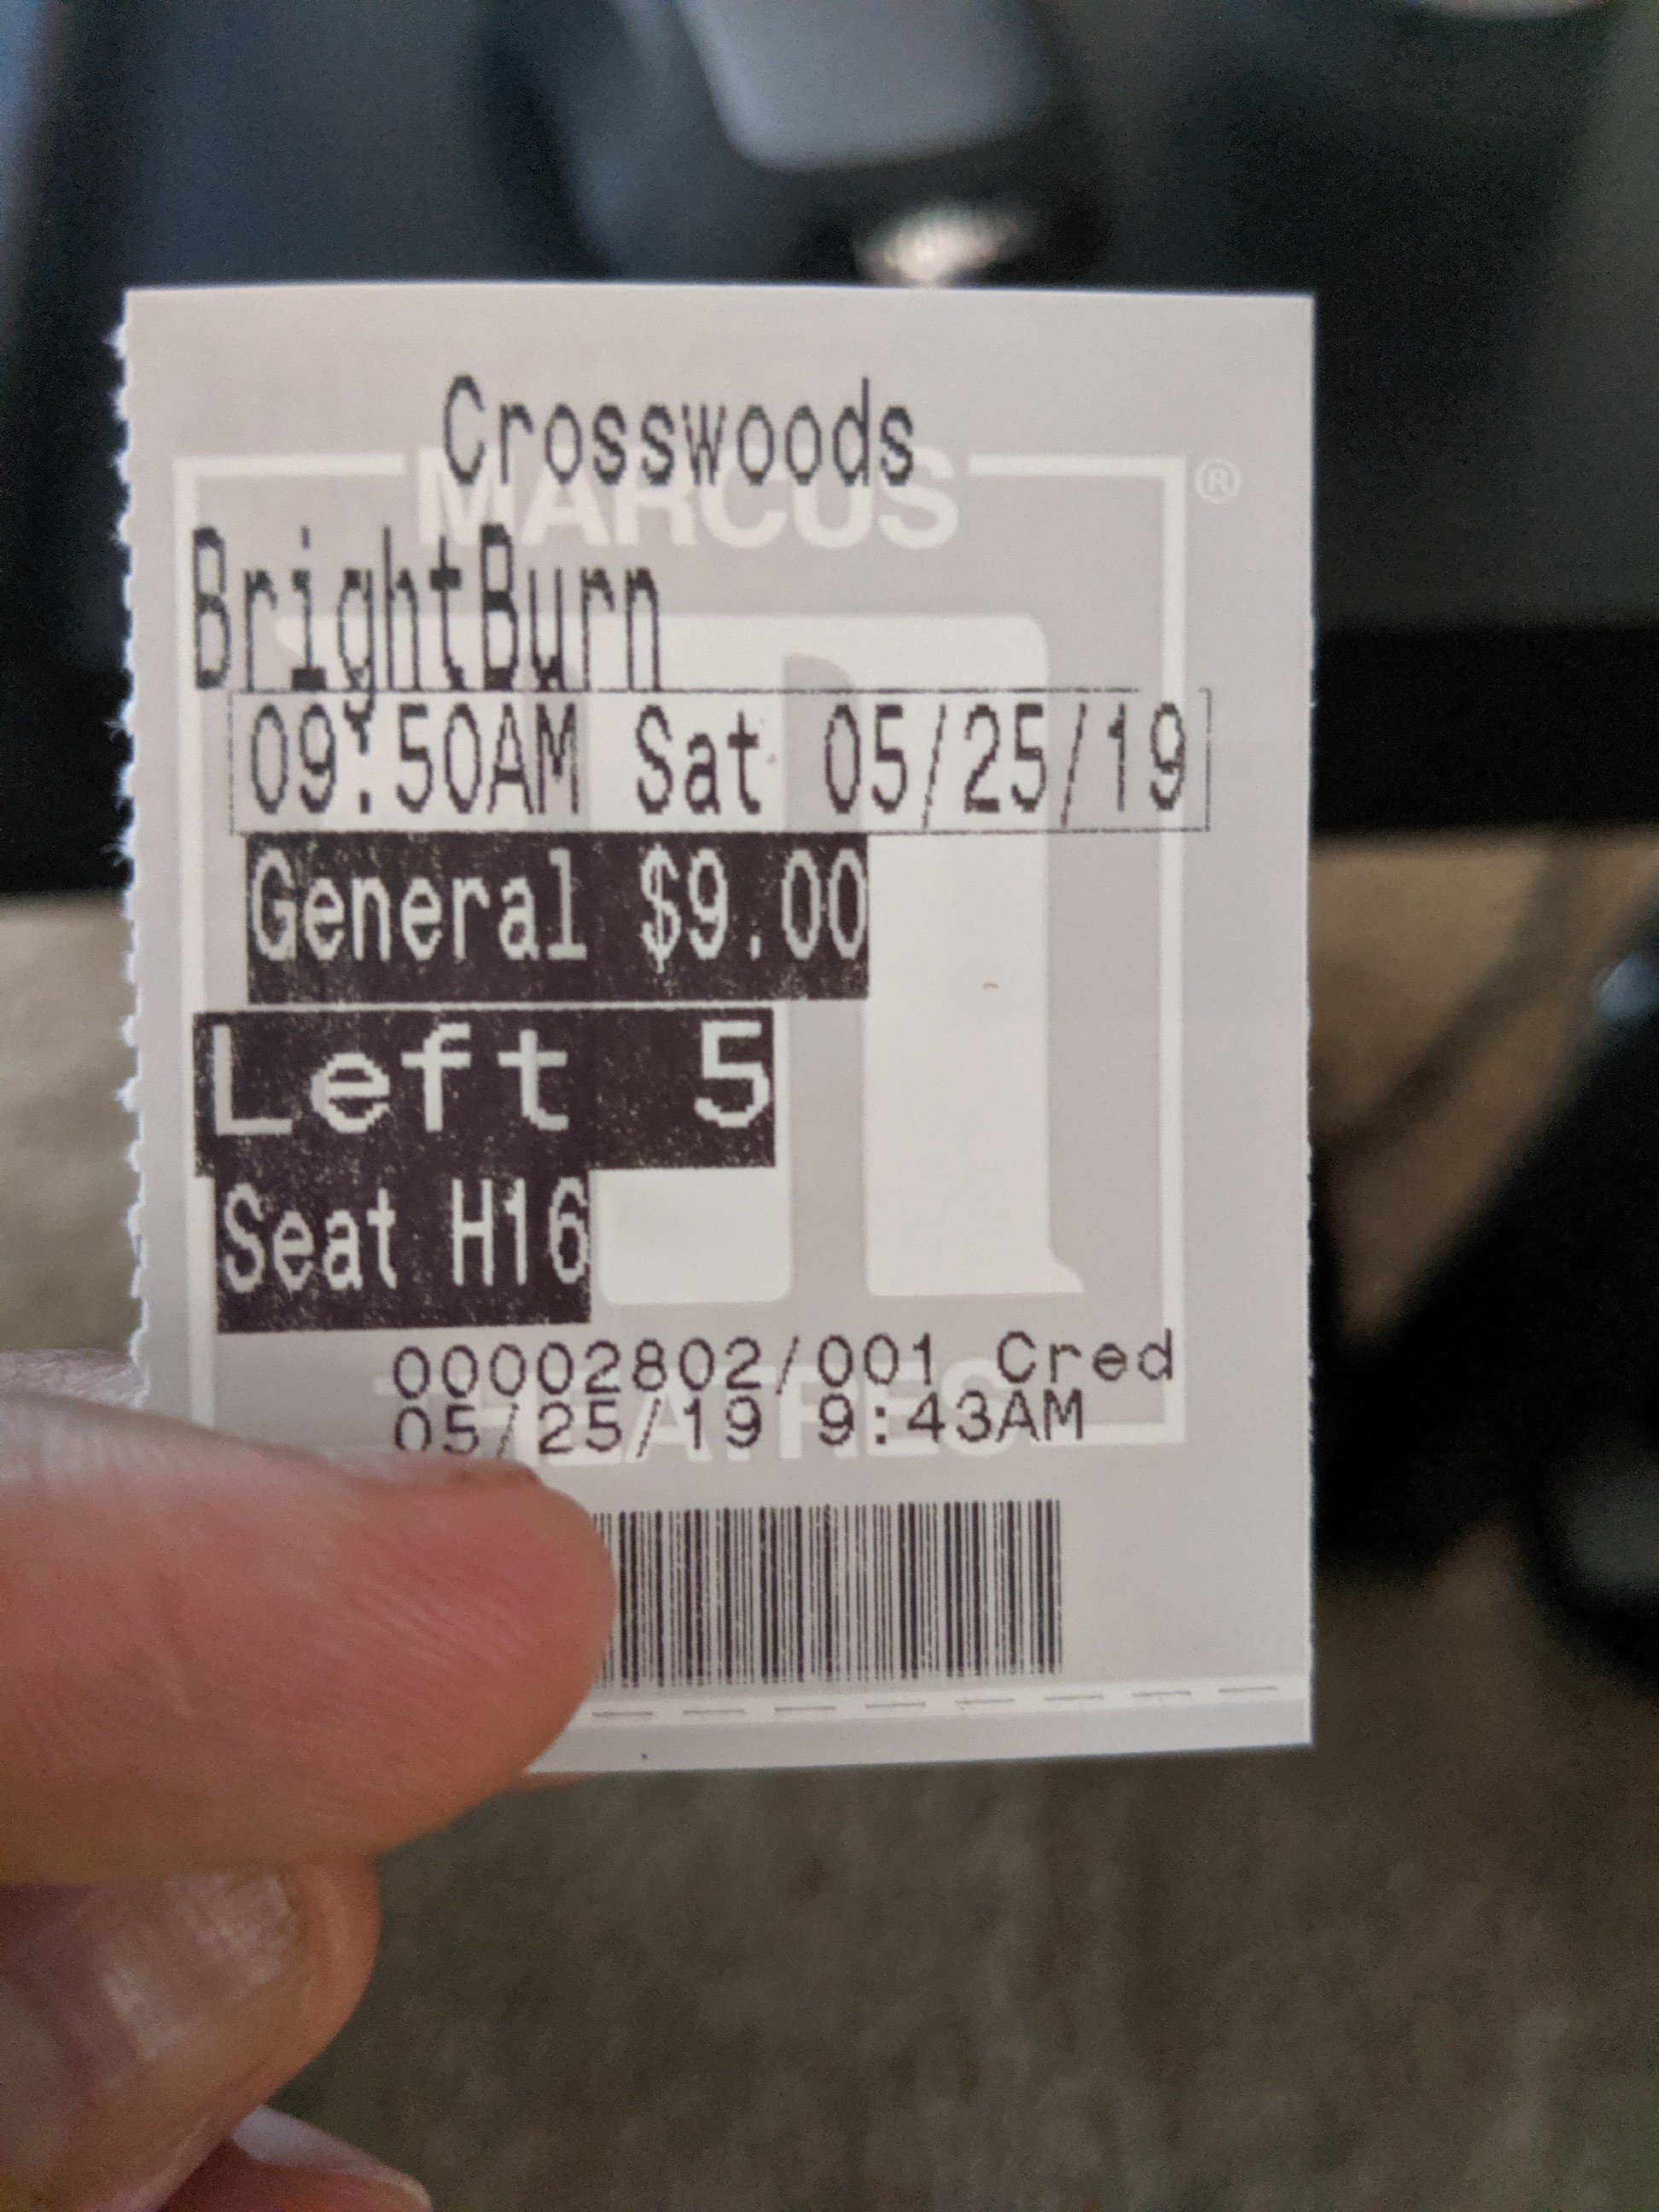 Crosswoods
MARCUS ®
BrightBurn
09:50AM Sat 05/25/19
General $9.00
Left 5
Seat H16
00002802/001 Cred
05/25/19 9:43AM